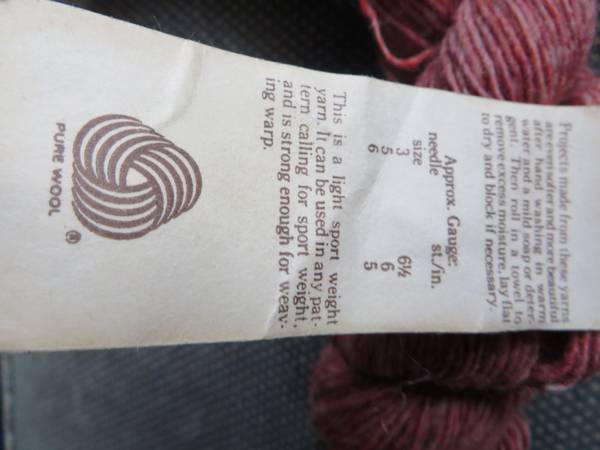 Projects made from these yarns
are even softer and more beautiful
after hand washing in warm
water and a mild soap or deter-
gent. Then roll in a towel to
remove excess moisture, lay flat
to dry and block if necessary.
Approx. Gauge:
needle st./in.
size
3 6½
5 6
6 5
This is a light sport weight
yarn. It can be used in any pat-
tern calling for sport weight,
and is strong enough for weav-
ing warp.
PURE WOOL
®